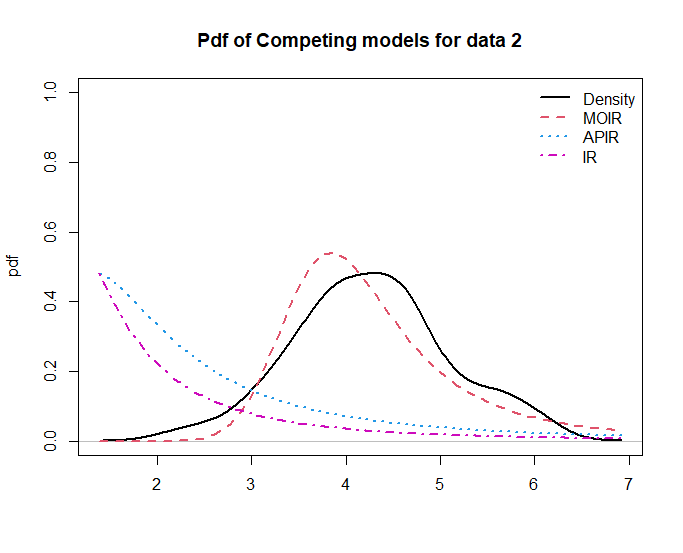 Pdf of Competing models for data 2
1.0
0.8
0.6
0.4
0.2
0.0
pdf
Density
MOIR
APIR
IR
2 3 4 5 6 7